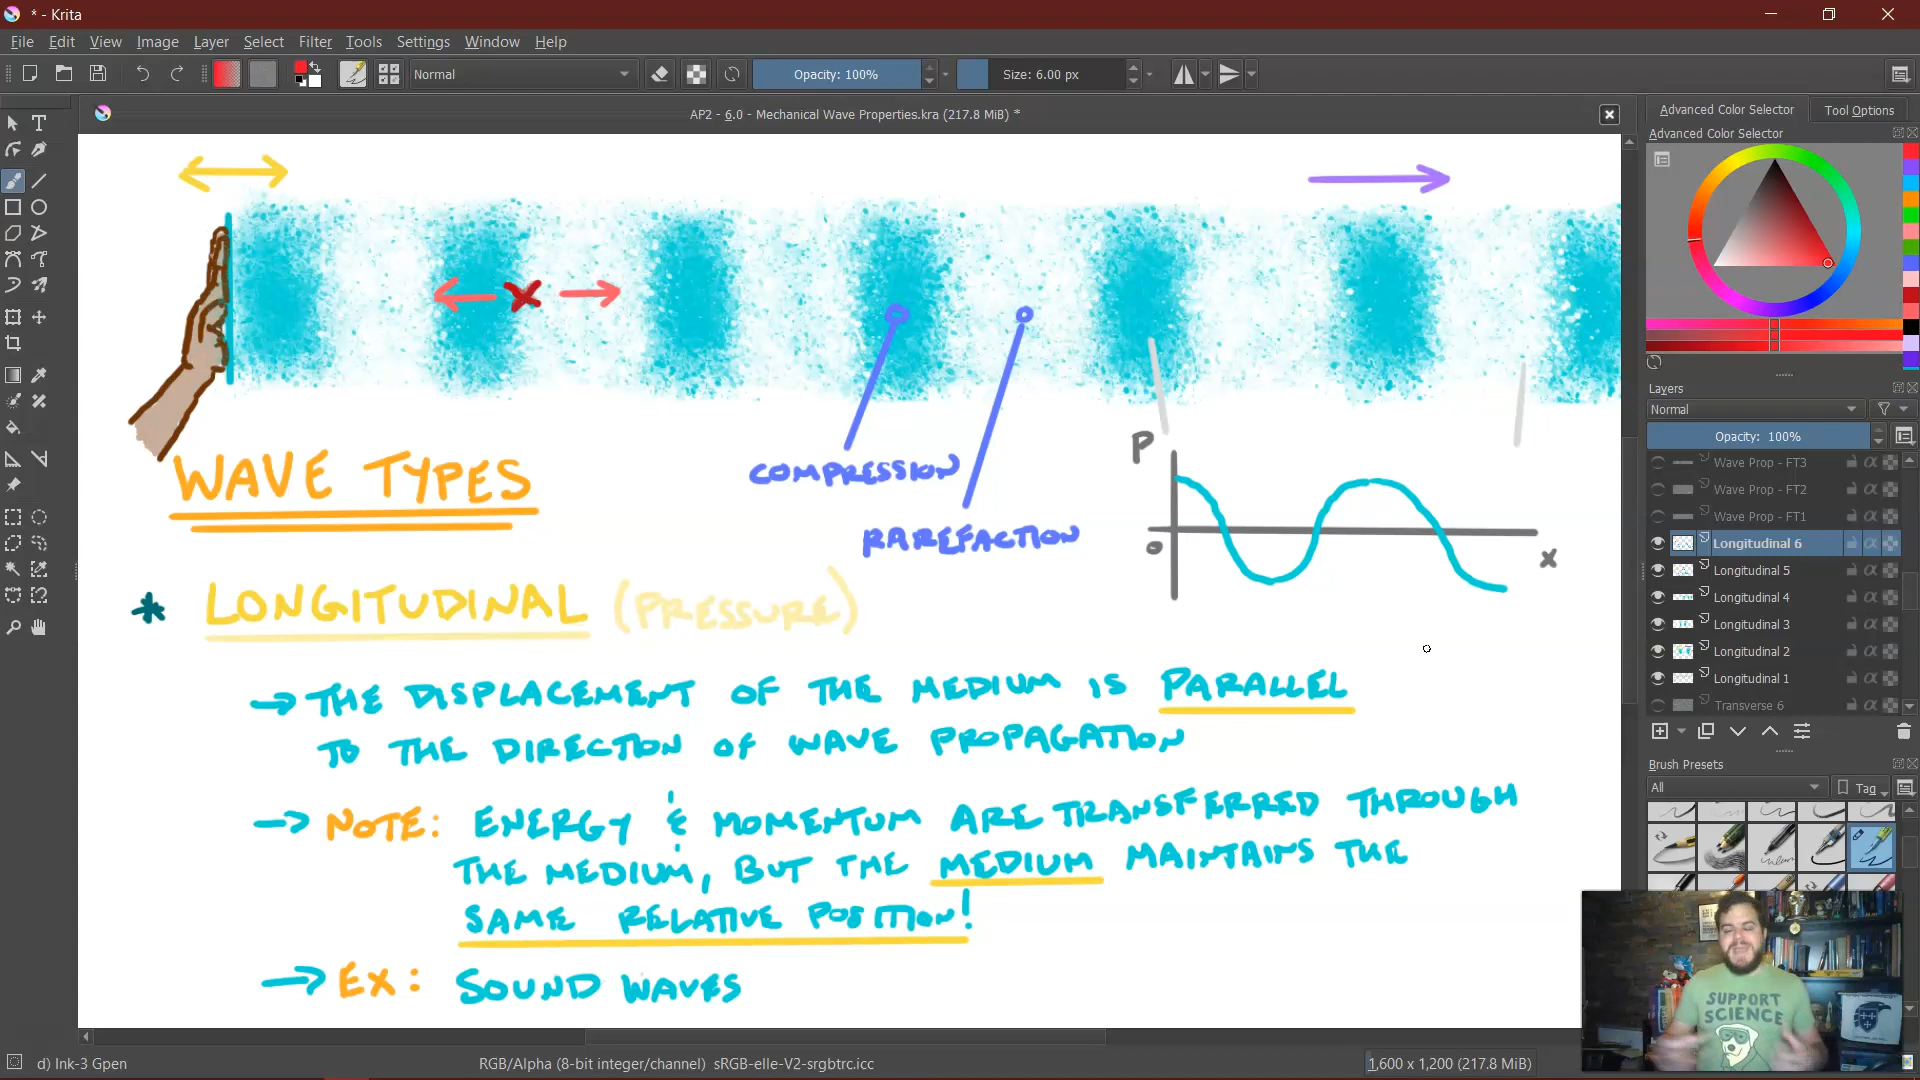 * - Krita
File Edit View Image Layer Select Filter Tools Settings Window Help
Normal Opacity: 100% Size: 6.00 px
AP2 - 6.0 - Mechanical Wave Properties.kra (217.8 MiB) *
COMPRESSION
RAREFACTION
P
0
x
WAVE TYPES
* LONGITUDINAL (PRESSURE)
→ THE DISPLACEMENT OF THE MEDIUM IS PARALLEL
TO THE DIRECTION OF WAVE PROPAGATION
→ NOTE: ENERGY & MOMENTUM ARE TRANSFERRED THROUGH
THE MEDIUM, BUT THE MEDIUM MAINTAINS THE
SAME RELATIVE POSITION!
→ EX: SOUND WAVES
Advanced Color Selector Tool Options
Advanced Color Selector
Layers
Normal
Opacity: 100%
Wave Prop - FT3
Wave Prop - FT2
Wave Prop - FT1
Longitudinal 6
Longitudinal 5
Longitudinal 4
Longitudinal 3
Longitudinal 2
Longitudinal 1
Transverse 6
Brush Presets
All Tag
SUPPORT
SCIENCE
d) Ink-3 Gpen
RGB/Alpha (8-bit integer/channel) sRGB-elle-V2-srgbtrc.icc
1,600 x 1,200 (217.8 MiB)